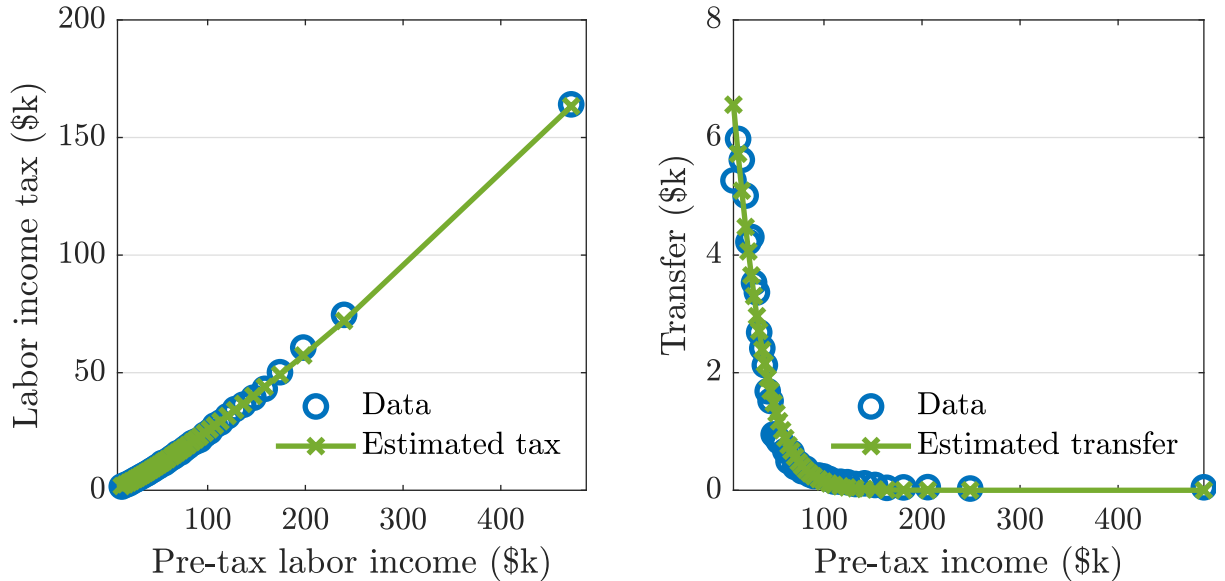 200
150
100
50
0
Labor income tax ($k)
Data
Estimated tax
100 200 300 400
Pre-tax labor income ($k)
8
6
4
2
0
Transfer ($k)
Data
Estimated transfer
100 200 300 400
Pre-tax income ($k)